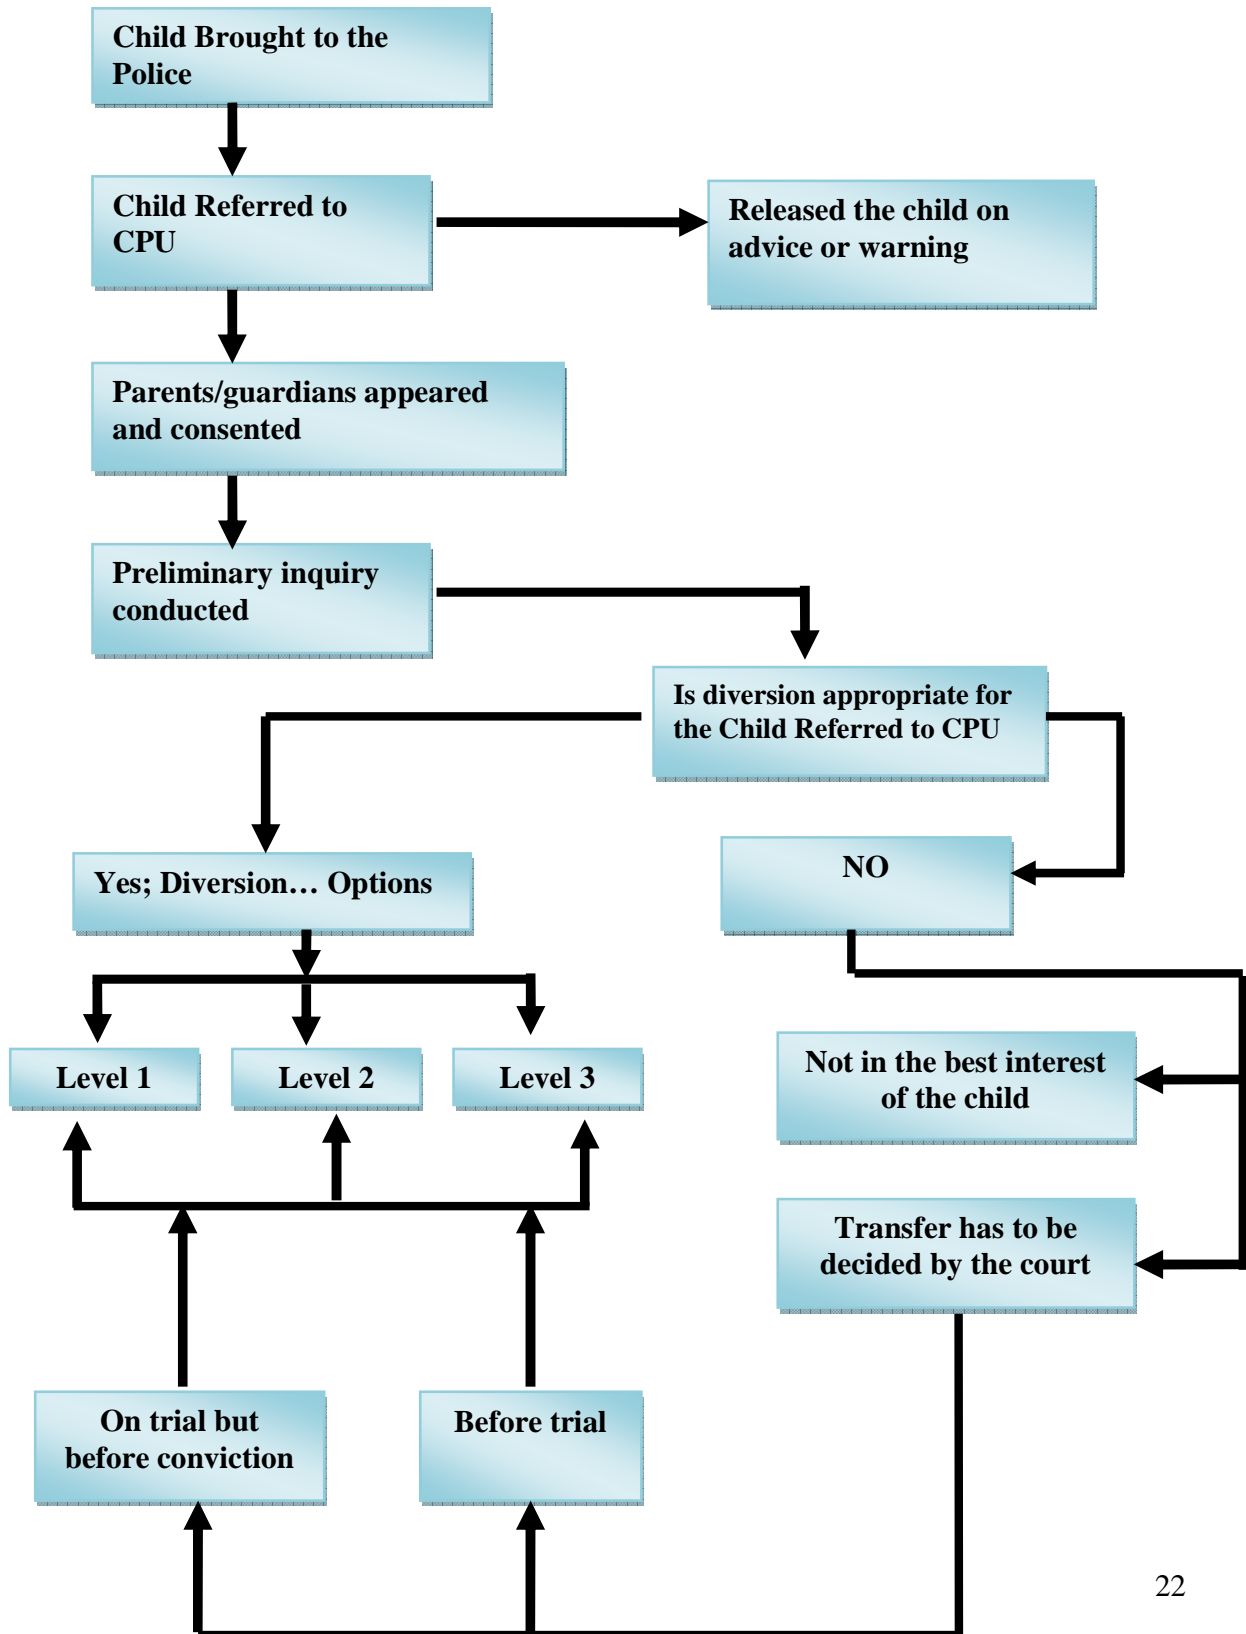 Child Brought to the
Police
Child Referred to
CPU
Released the child on
advice or warning
Parents/guardians appeared
and consented
Preliminary inquiry
conducted
Is diversion appropriate for
the Child Referred to CPU
Yes; Diversion… Options
NO
Level 1
Level 2
Level 3
Not in the best interest
of the child
Transfer has to be
decided by the court
On trial but
before conviction
Before trial
22